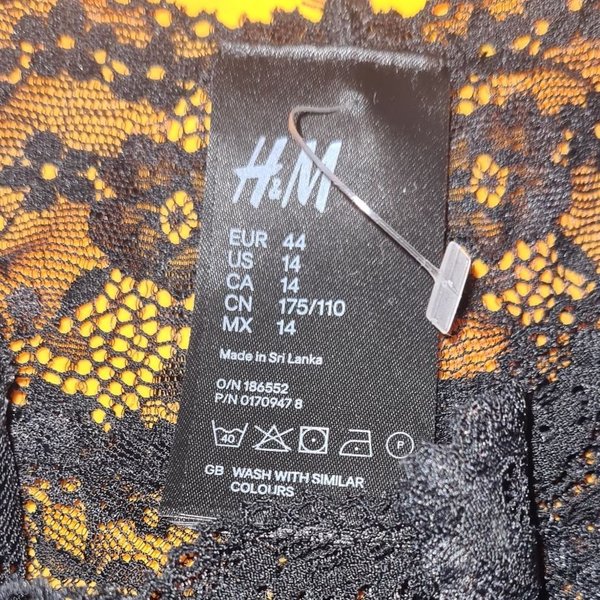 H&M
EUR 44
US 14
CA 14
CN 175/110
MX 14
Made in Sri Lanka
O/N 186552
P/N 0170947 8
40 P
GB WASH WITH SIMILAR
COLOURS